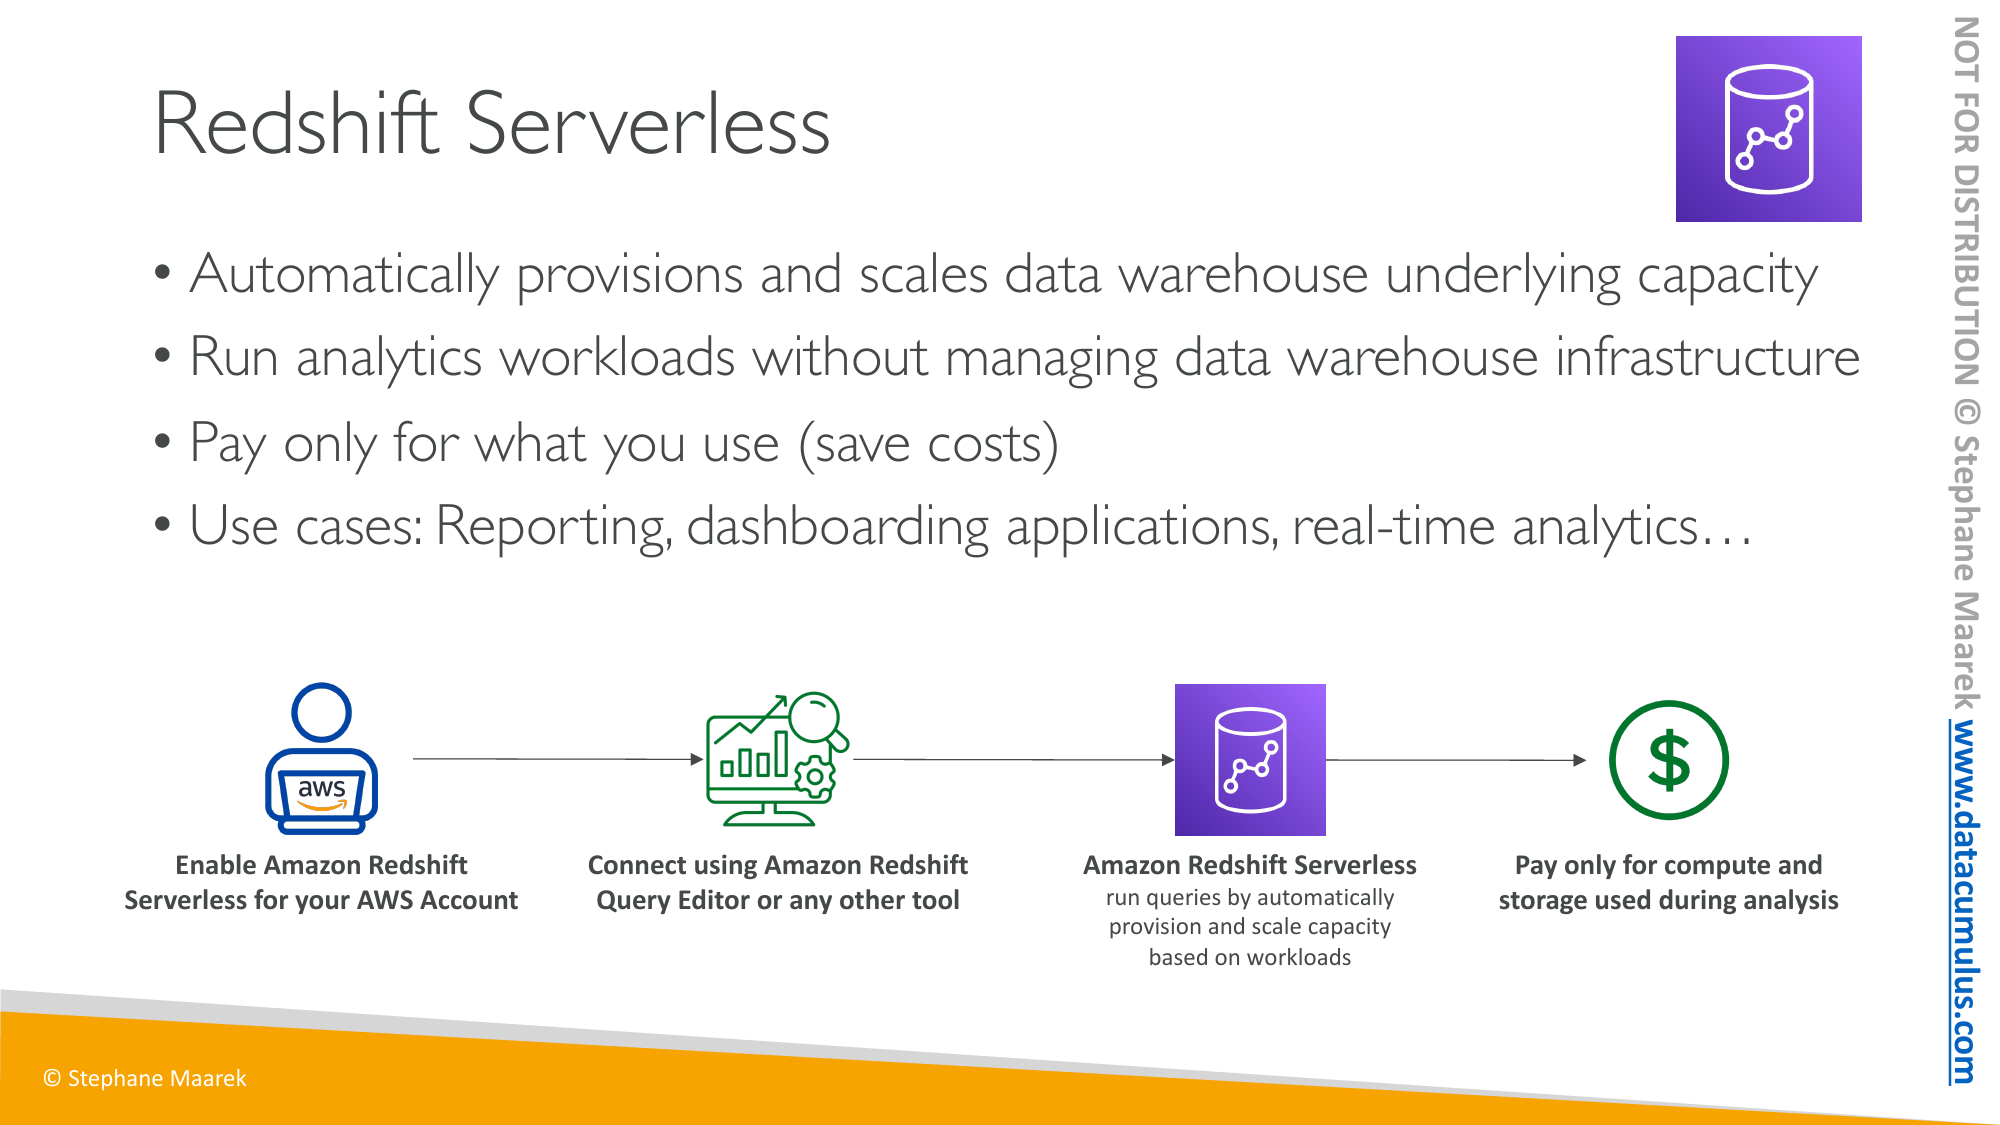 Redshift Serverless
• Automatically provisions and scales data warehouse underlying capacity
• Run analytics workloads without managing data warehouse infrastructure
• Pay only for what you use (save costs)
• Use cases: Reporting, dashboarding applications, real-time analytics…
aws
Enable Amazon Redshift
Serverless for your AWS Account
Connect using Amazon Redshift
Query Editor or any other tool
Amazon Redshift Serverless
run queries by automatically
provision and scale capacity
based on workloads
$
Pay only for compute and
storage used during analysis
© Stephane Maarek
NOT FOR DISTRIBUTION © Stephane Maarek www.datacumulus.com